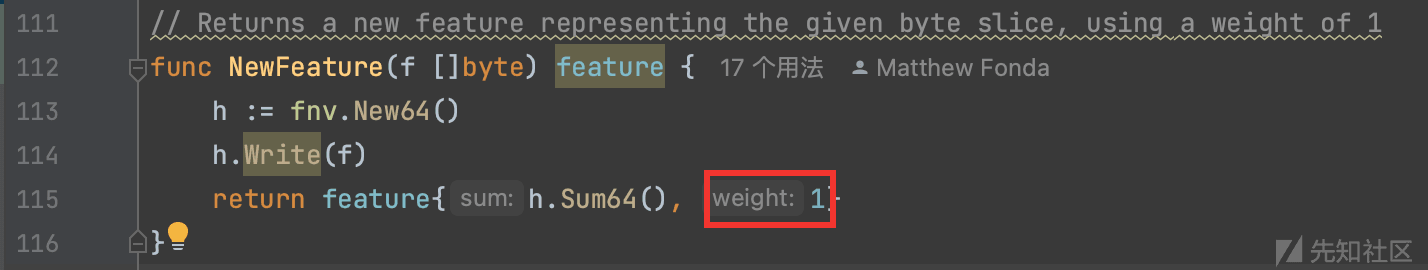 111 // Returns a new feature representing the given byte slice, using a weight of 1
112 func NewFeature(f []byte) feature { 17 个用法 Matthew Fonda
113 h := fnv.New64()
114 h.Write(f)
115 return feature{ sum: h.Sum64(), weight: 1}
116 }
先知社区